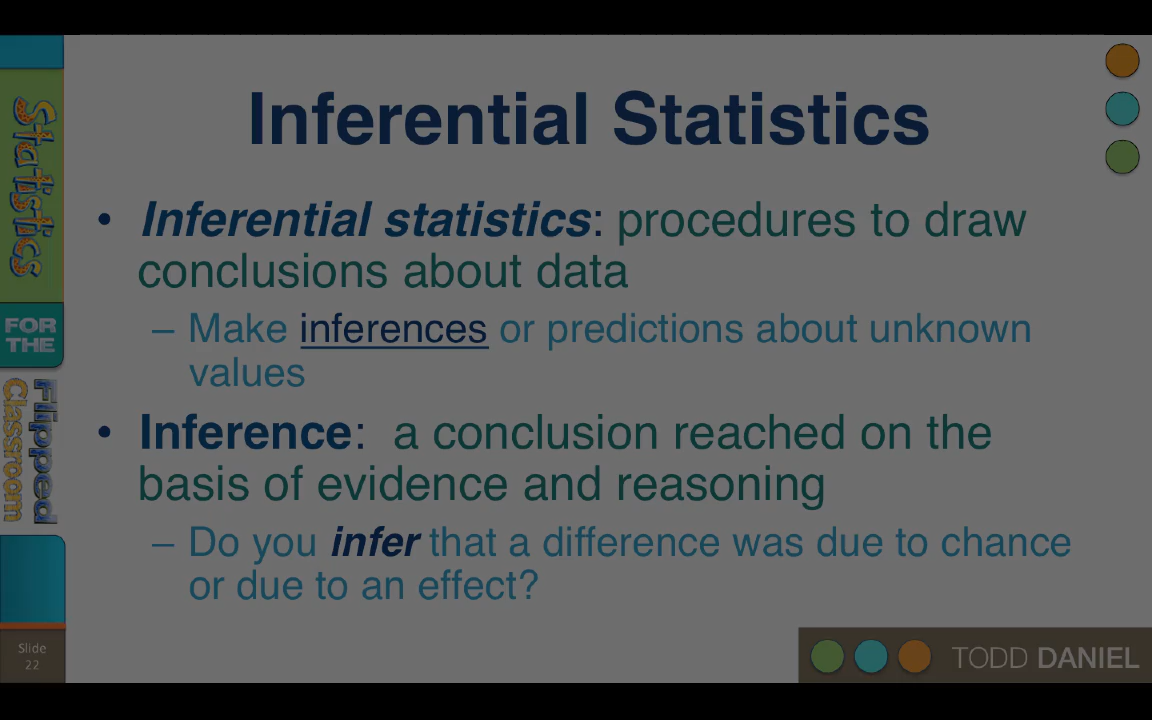 Inferential Statistics
• Inferential statistics: procedures to draw
conclusions about data
– Make inferences or predictions about unknown
values
• Inference: a conclusion reached on the
basis of evidence and reasoning
– Do you infer that a difference was due to chance
or due to an effect?
Statistics
FOR
THE
Flipped
Classroom
Slide
22
TODD DANIEL